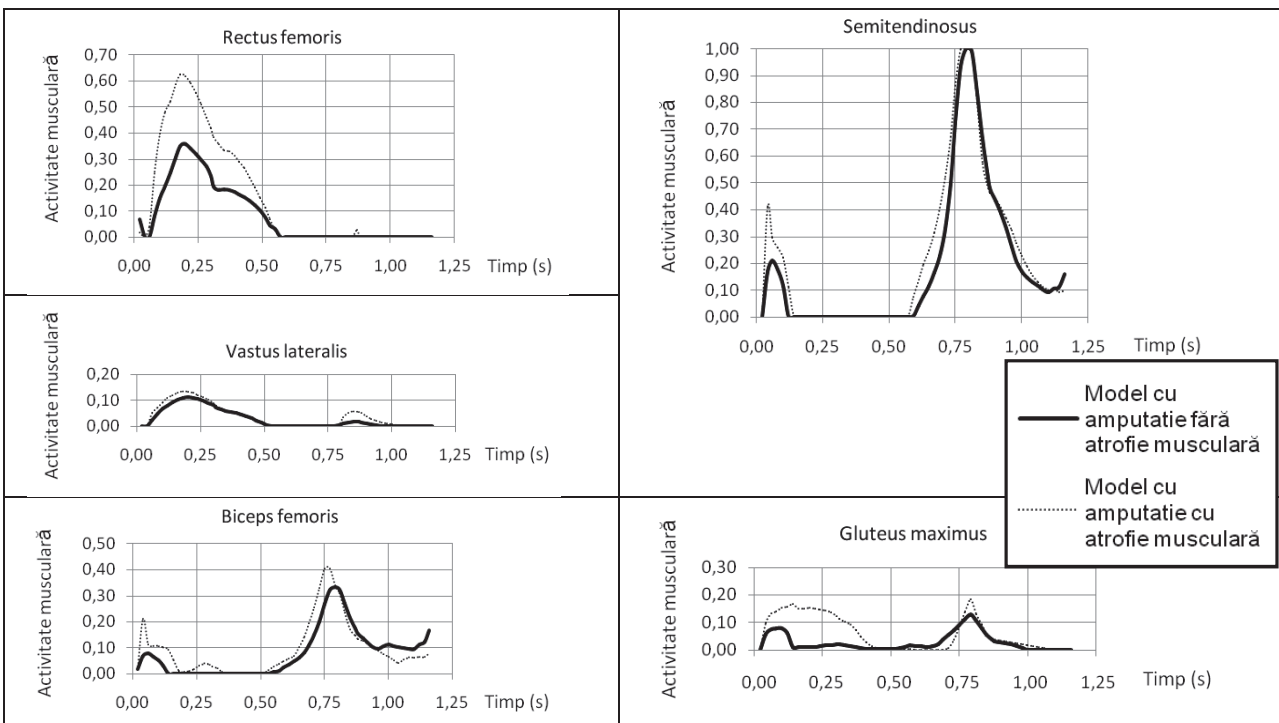 Rectus femoris
Activitate musculară
0,70
0,60
0,50
0,40
0,30
0,20
0,10
0,00
0,00 0,25 0,50 0,75 1,00 1,25 Timp (s)
Vastus lateralis
Activitate musculară
0,20
0,10
0,00
0,00 0,25 0,50 0,75 1,00 1,25 Timp (s)
Biceps femoris
Activitate musculară
0,50
0,40
0,30
0,20
0,10
0,00
0,00 0,25 0,50 0,75 1,00 1,25 Timp (s)
Semitendinosus
Activitate musculară
1,00
0,90
0,80
0,70
0,60
0,50
0,40
0,30
0,20
0,10
0,00
0,00 0,25 0,50 0,75 1,00 1,25 Timp (s)
Model cu
amputatie fără
atrofie musculară
Model cu
amputatie cu
atrofie musculară
Gluteus maximus
Activitate musculară
0,30
0,20
0,10
0,00
0,00 0,25 0,50 0,75 1,00 1,25 Timp (s)